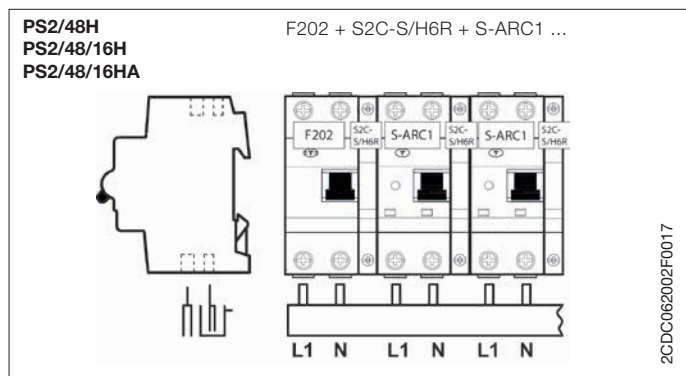 PS2/48H
PS2/48/16H
PS2/48/16HA
F202 + S2C-S/H6R + S-ARC1 ...
F202
S2C-
S/H6R
S-ARC1
S2C-
S/H6R
S-ARC1
S2C-
S/H6R
L1 N L1 N L1 N
2CDC062002F0017